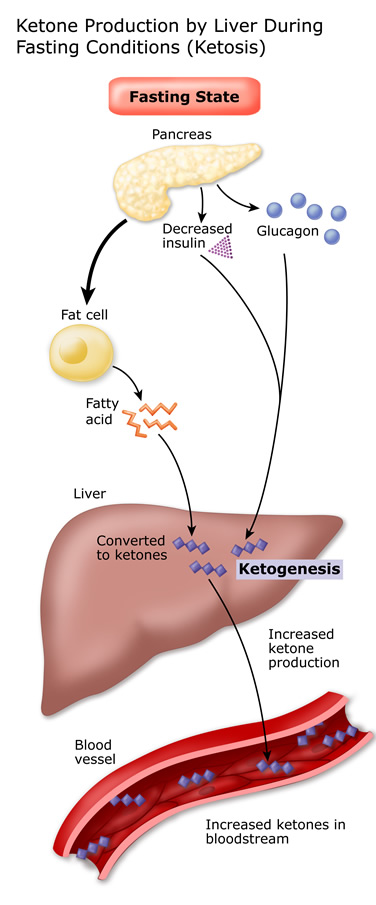 Ketone Production by Liver During
Fasting Conditions (Ketosis)
Fasting State
Pancreas
Decreased
insulin
Glucagon
Fat cell
Fatty
acid
Liver
Converted
to ketones
Ketogenesis
Increased
ketone
production
Blood
vessel
Increased ketones in
bloodstream